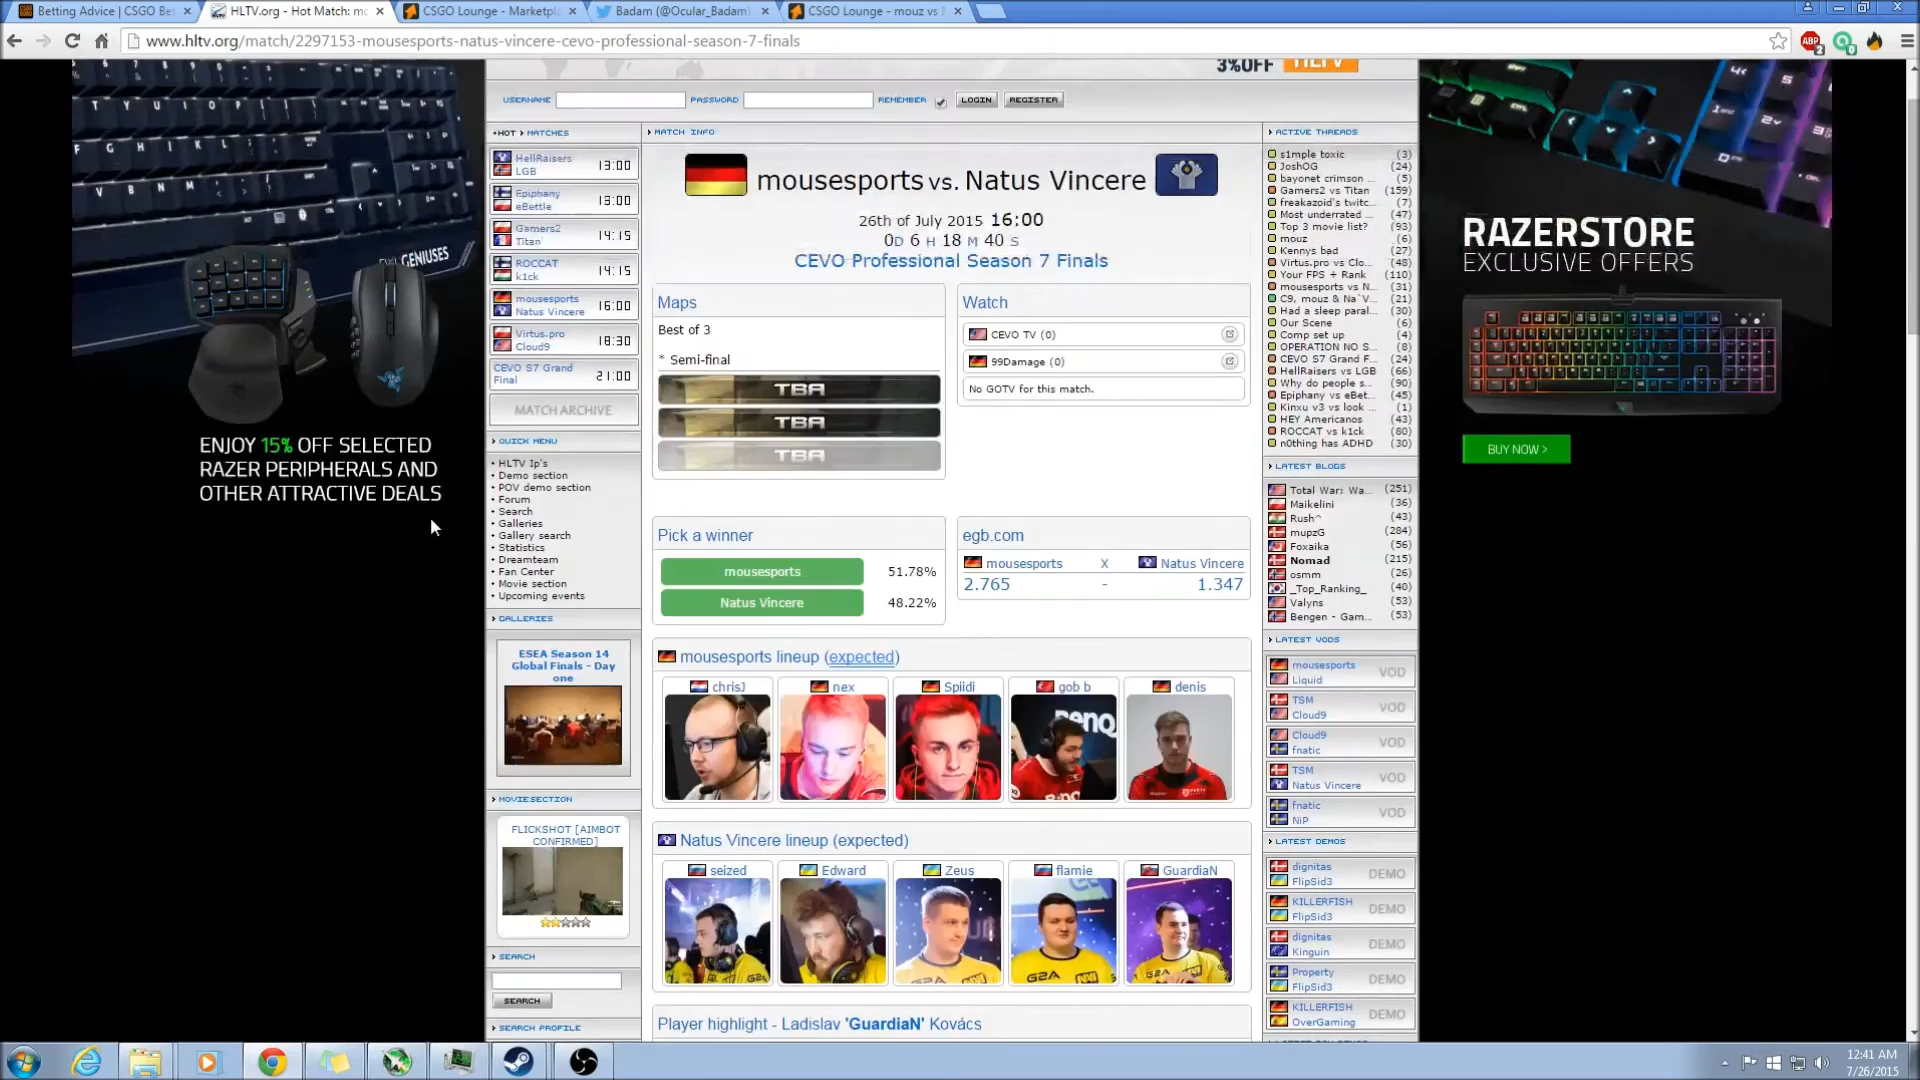 Betting Advice | CSGO Be
HLTV.org - Hot Match: mo
CSGO Lounge - Marketpla
Badam (@Ocular_Badam)
CSGO Lounge - mouz vs
www.hltv.org/match/2297153-mousesports-natus-vincere-cevo-professional-season-7-finals
3%OFF HLTV
USERNAME PASSWORD REMEMBER LOGIN REGISTER
HOT MATCHES
HellRaisers
LGB
13:00
Epiphany
eBettle
13:00
Gamers2
Titan
14:15
ROCCAT
k1ck
14:15
mousesports
Natus Vincere
16:00
Virtus.pro
Cloud9
18:30
CEVO S7 Grand
Final
21:00
MATCH ARCHIVE
QUICK MENU
HLTV Ip's
Demo section
POV demo section
Forum
Search
Galleries
Gallery search
Statistics
Dreamteam
Fan Center
Movie section
Upcoming events
GALLERIES
ESEA Season 14
Global Finals - Day
one
MOVIESECTION
FLICKSHOT [AIMBOT
CONFIRMED]
SEARCH
SEARCH
SEARCH PROFILE
GENIUSES
ENJOY 15% OFF SELECTED
RAZER PERIPHERALS AND
OTHER ATTRACTIVE DEALS
MATCH INFO
mousesports vs. Natus Vincere
26th of July 2015 16:00
0D 6 H 18 M 40 S
CEVO Professional Season 7 Finals
Maps
Best of 3
* Semi-final
TBA
TBA
TBA
Watch
CEVO TV (0)
99Damage (0)
No GOTV for this match.
Pick a winner
mousesports 51.78%
Natus Vincere 48.22%
egb.com
mousesports X Natus Vincere
2.765 - 1.347
mousesports lineup (expected)
chrisJ nex Spiidi gob b denis
Natus Vincere lineup (expected)
seized Edward Zeus flamie GuardiaN
Player highlight - Ladislav 'GuardiaN' Kovács
ACTIVE THREADS
s1mple toxic (3)
JoshOG (24)
bayonet crimson ... (5)
Gamers2 vs Titan (159)
freakazoid's twitc... (7)
Most underrated ... (47)
Top 3 movie list? (93)
mouz (6)
Kennys bad (27)
Virtus.pro vs Clo... (48)
Your FPS + Rank (110)
mousesports vs N... (31)
C9, mouz & Na`V... (21)
Had a sleep paral... (30)
Our Scene (6)
Comp set up (4)
OPERATION NO S... (8)
CEVO S7 Grand F... (24)
HellRaisers vs LGB (66)
Why do people s... (90)
Epiphany vs eBet... (45)
Kinxu v3 vs look ... (1)
HEY Americanos (43)
ROCCAT vs k1ck (80)
n0thing has ADHD (30)
LATEST BLOGS
Total War: Wa... (251)
Maikelini (36)
Rush^ (43)
mupzG (284)
Foxaika (56)
Nomad (215)
osmm (26)
_Top_Ranking_ (40)
Valyns (53)
Bengen - Gam... (53)
LATEST VODS
mousesports
Liquid
VOD
TSM
Cloud9
VOD
Cloud9
fnatic
VOD
TSM
Natus Vincere
VOD
fnatic
NiP
VOD
LATEST DEMOS
dignitas
FlipSid3
DEMO
KILLERFISH
FlipSid3
DEMO
dignitas
Kinguin
DEMO
Property
FlipSid3
DEMO
KILLERFISH
OverGaming
DEMO
RAZERSTORE
EXCLUSIVE OFFERS
BUY NOW >
12:41 AM
7/26/2015